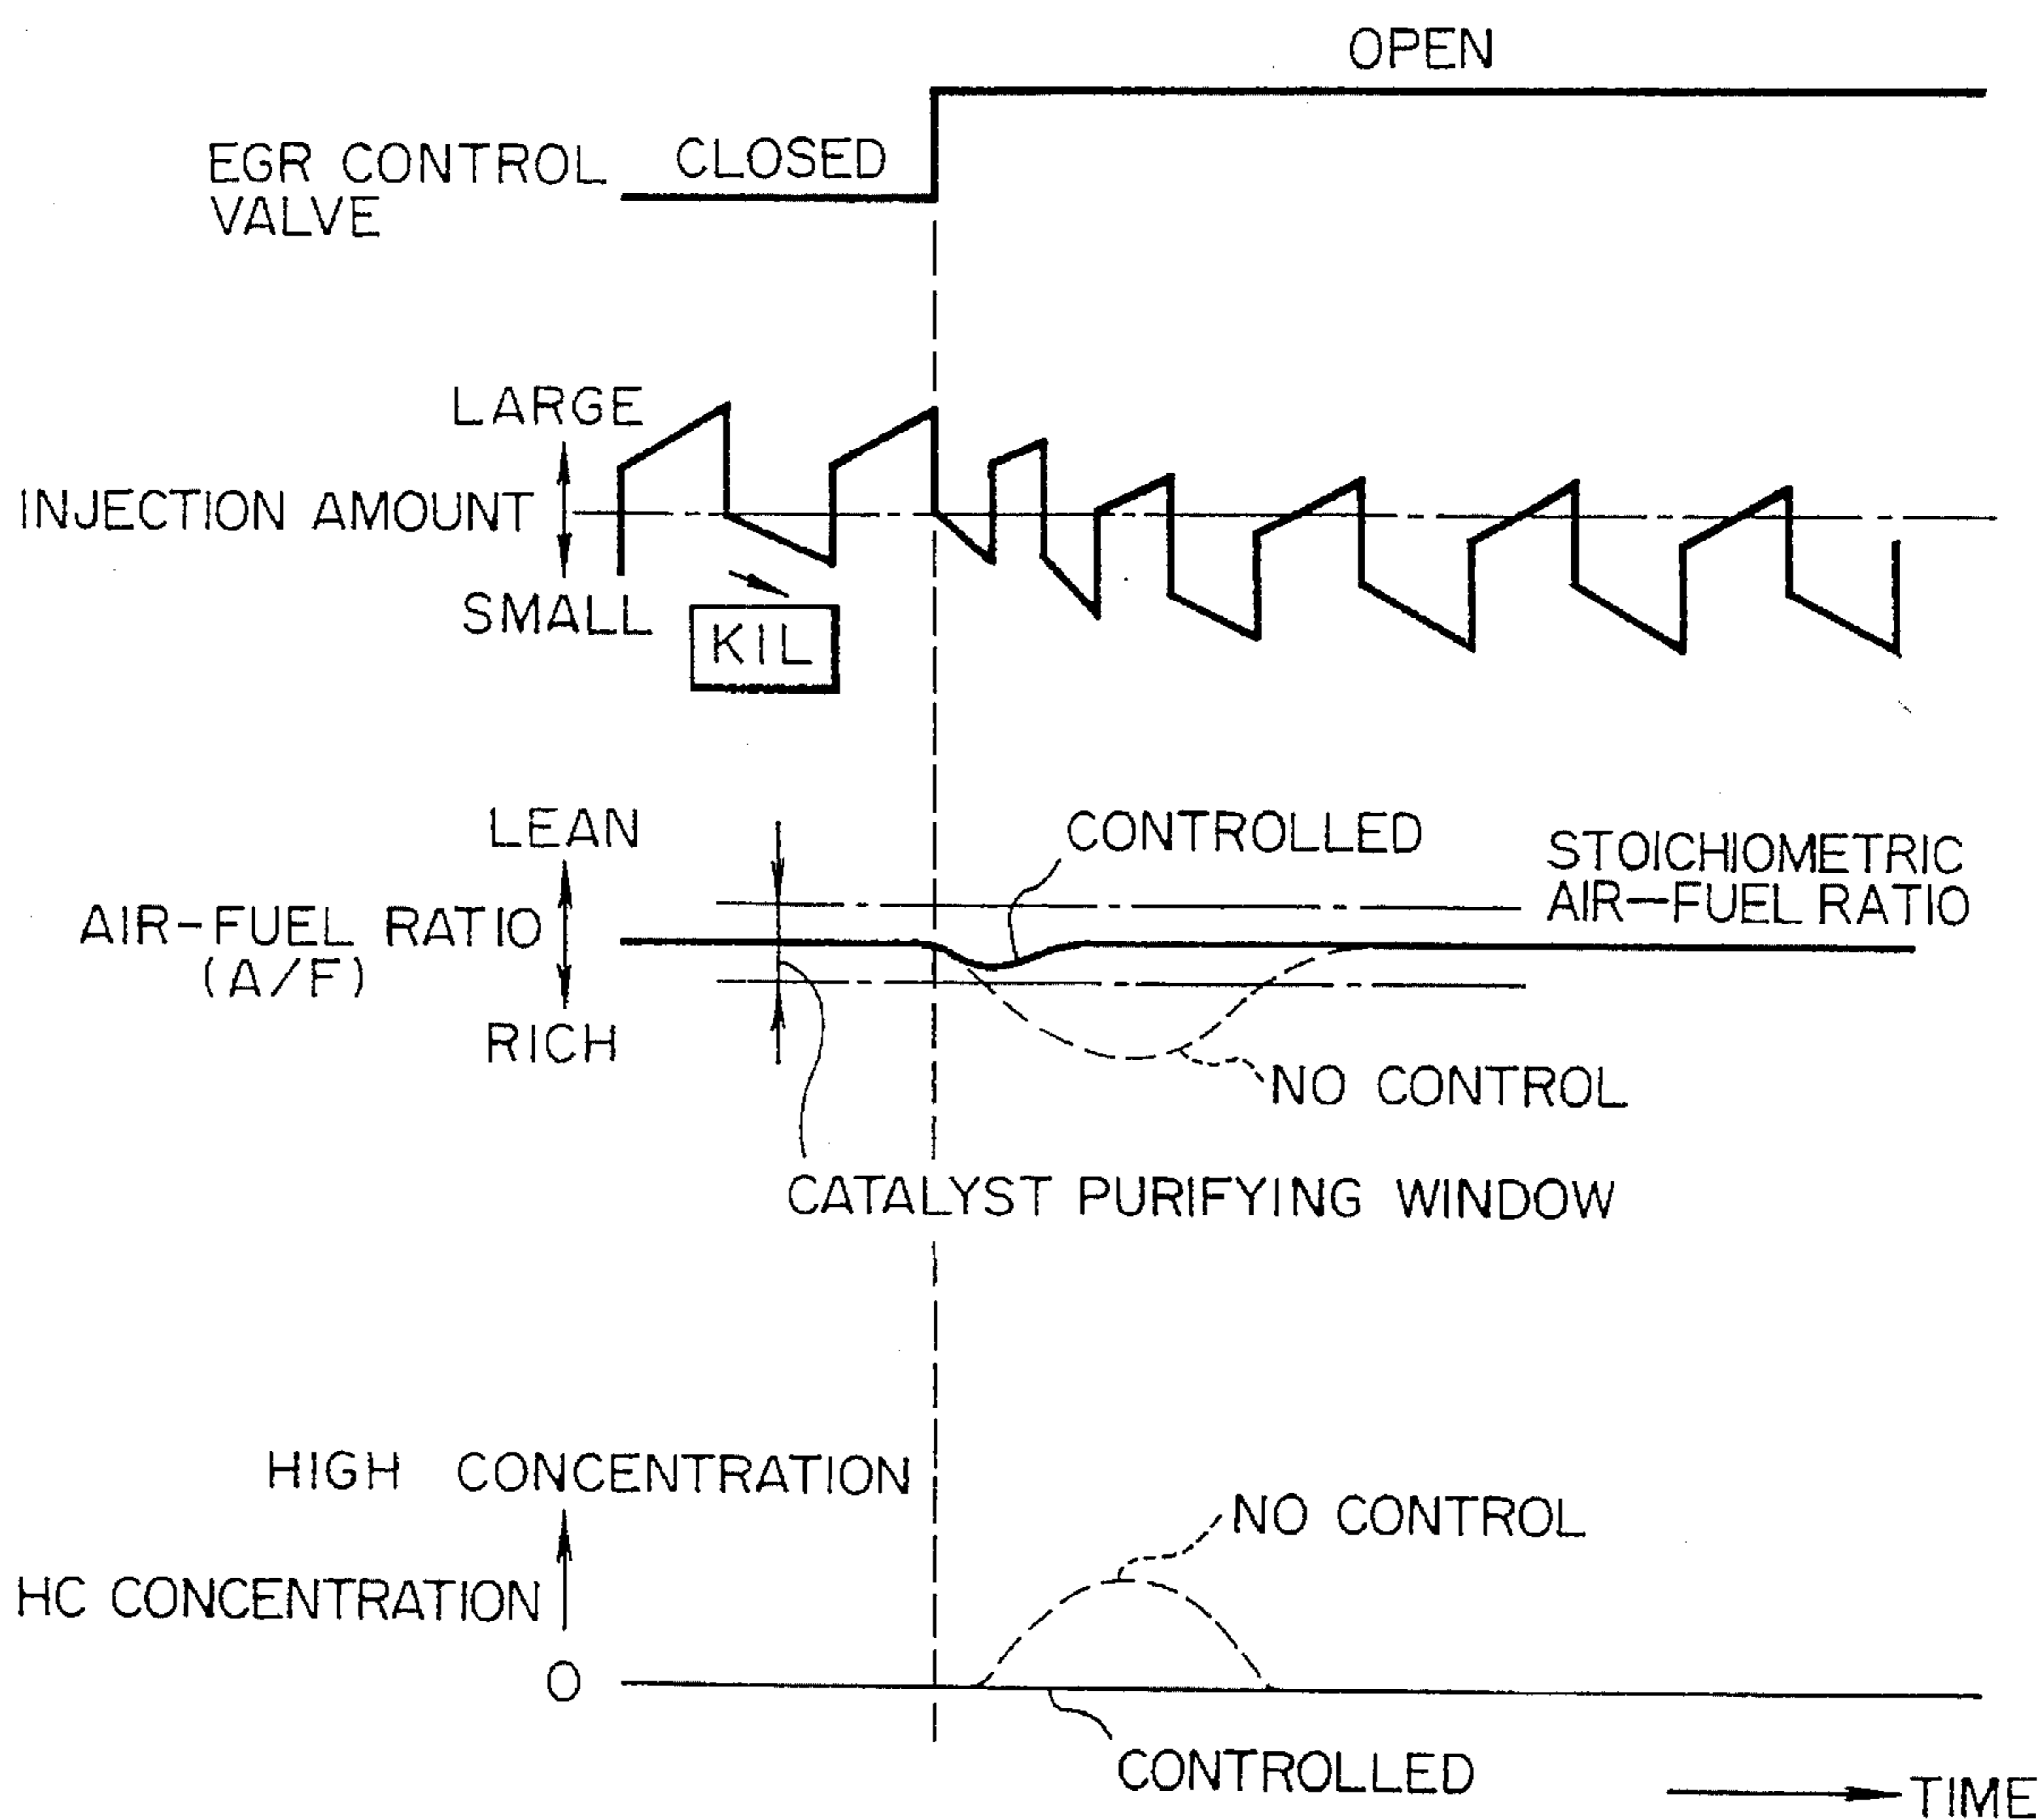 OPEN
EGR CONTROL
VALVE
CLOSED
LARGE
INJECTION AMOUNT
SMALL
KIL
LEAN
CONTROLLED
STOICHIOMETRIC
AIR-FUEL RATIO
AIR-FUEL RATIO
(A/F)
RICH
NO CONTROL
CATALYST PURIFYING WINDOW
HIGH CONCENTRATION
NO CONTROL
HC CONCENTRATION
0
CONTROLLED
TIME